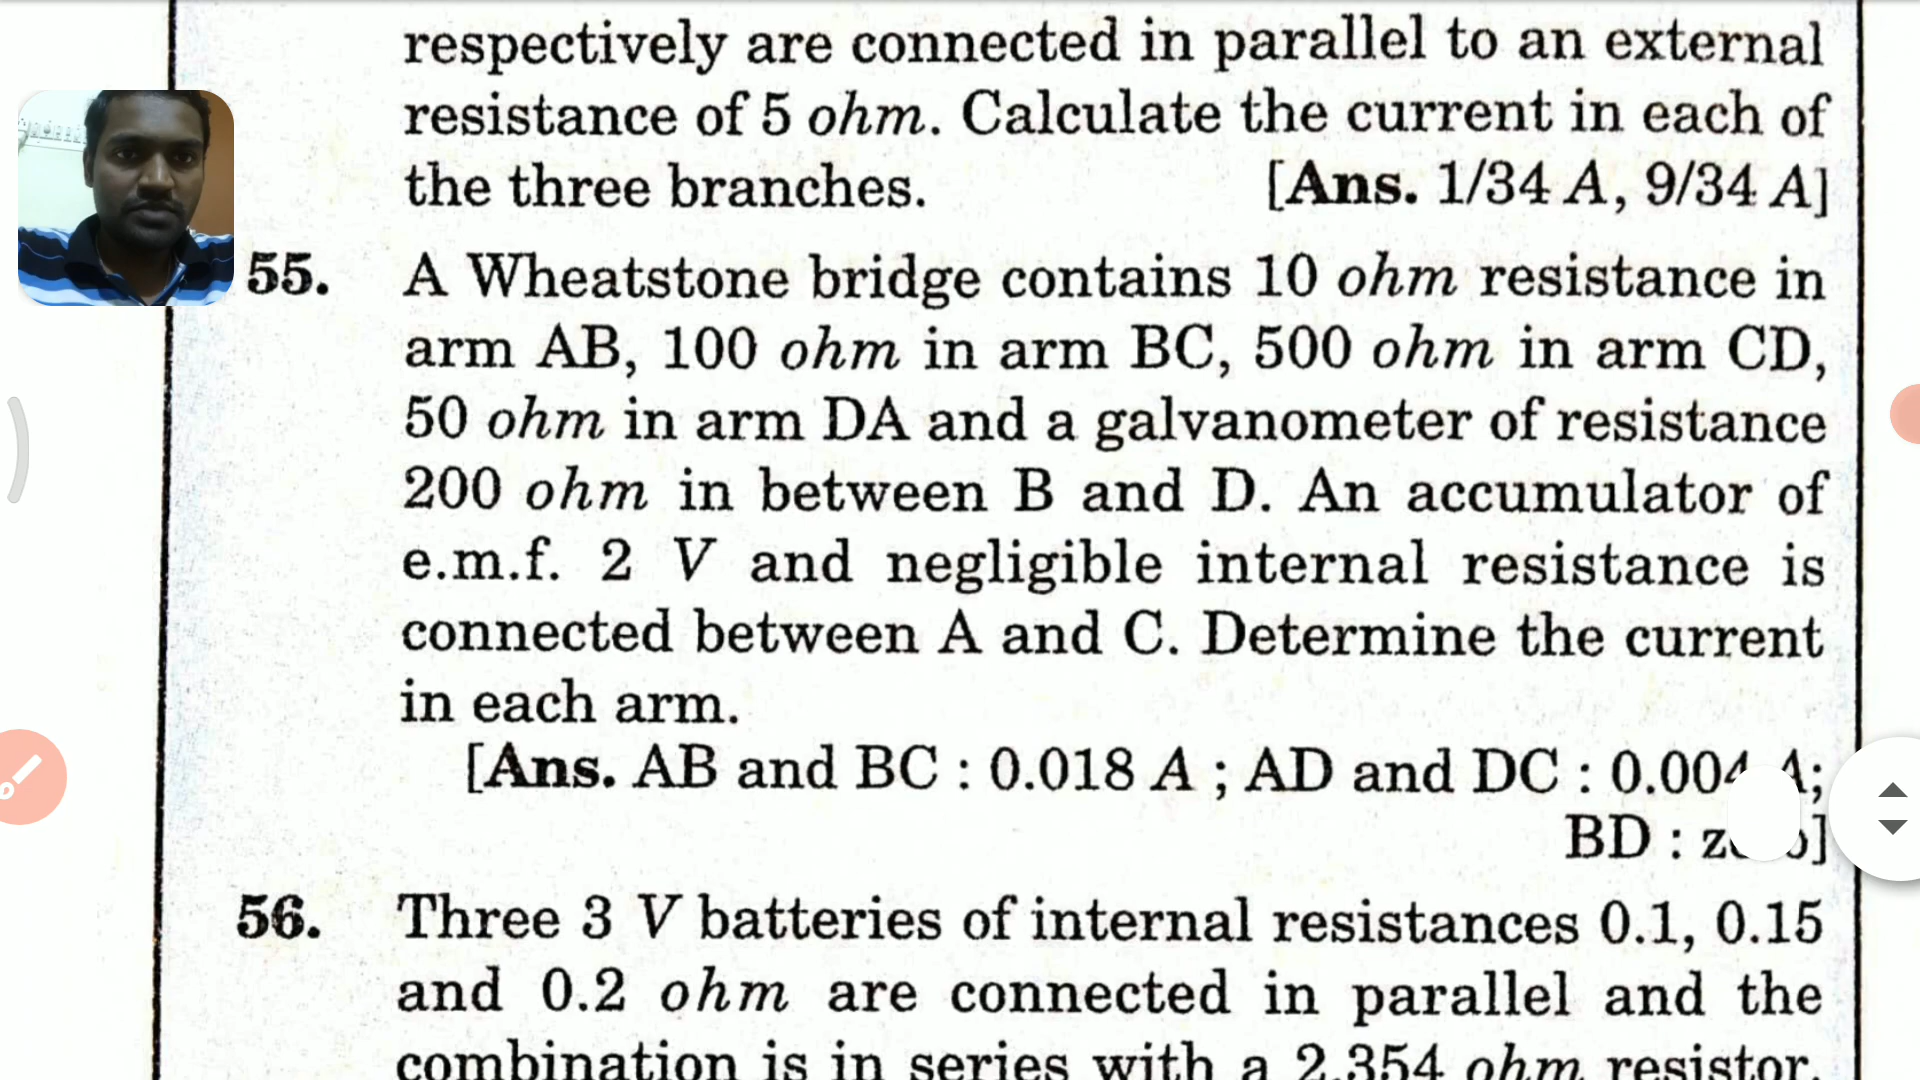 respectively are connected in parallel to an external
resistance of 5 ohm. Calculate the current in each of
the three branches. [Ans. 1/34 A, 9/34 A]
55. A Wheatstone bridge contains 10 ohm resistance in
arm AB, 100 ohm in arm BC, 500 ohm in arm CD,
50 ohm in arm DA and a galvanometer of resistance
200 ohm in between B and D. An accumulator of
e.m.f. 2 V and negligible internal resistance is
connected between A and C. Determine the current
in each arm.
[Ans. AB and BC : 0.018 A ; AD and DC : 0.004 A;
BD : zero]
56. Three 3 V batteries of internal resistances 0.1, 0.15
and 0.2 ohm are connected in parallel and the
combination is in series with a 2.354 ohm resistor.